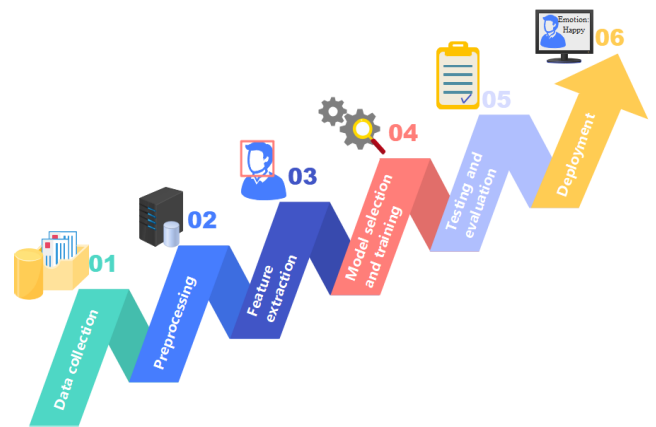 01
Data collection
02
Preprocessing
03
Feature
extraction
04
Model selection
and training
05
Testing and
evaluation
06
Emotion:
Happy
Deployment